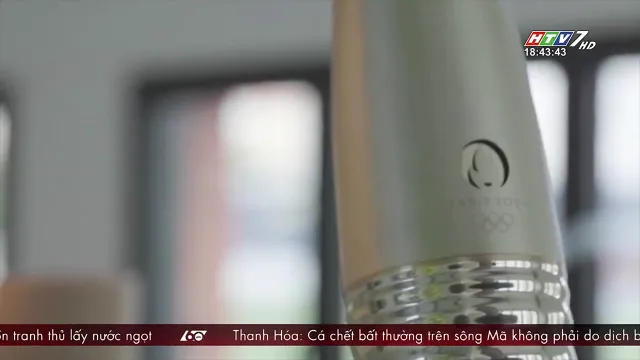 HTV7 HD
18:43:43
tranh thủ lấy nước ngọt 60 Thanh Hóa: Cá chết bất thường trên sông Mã không phải do dịch